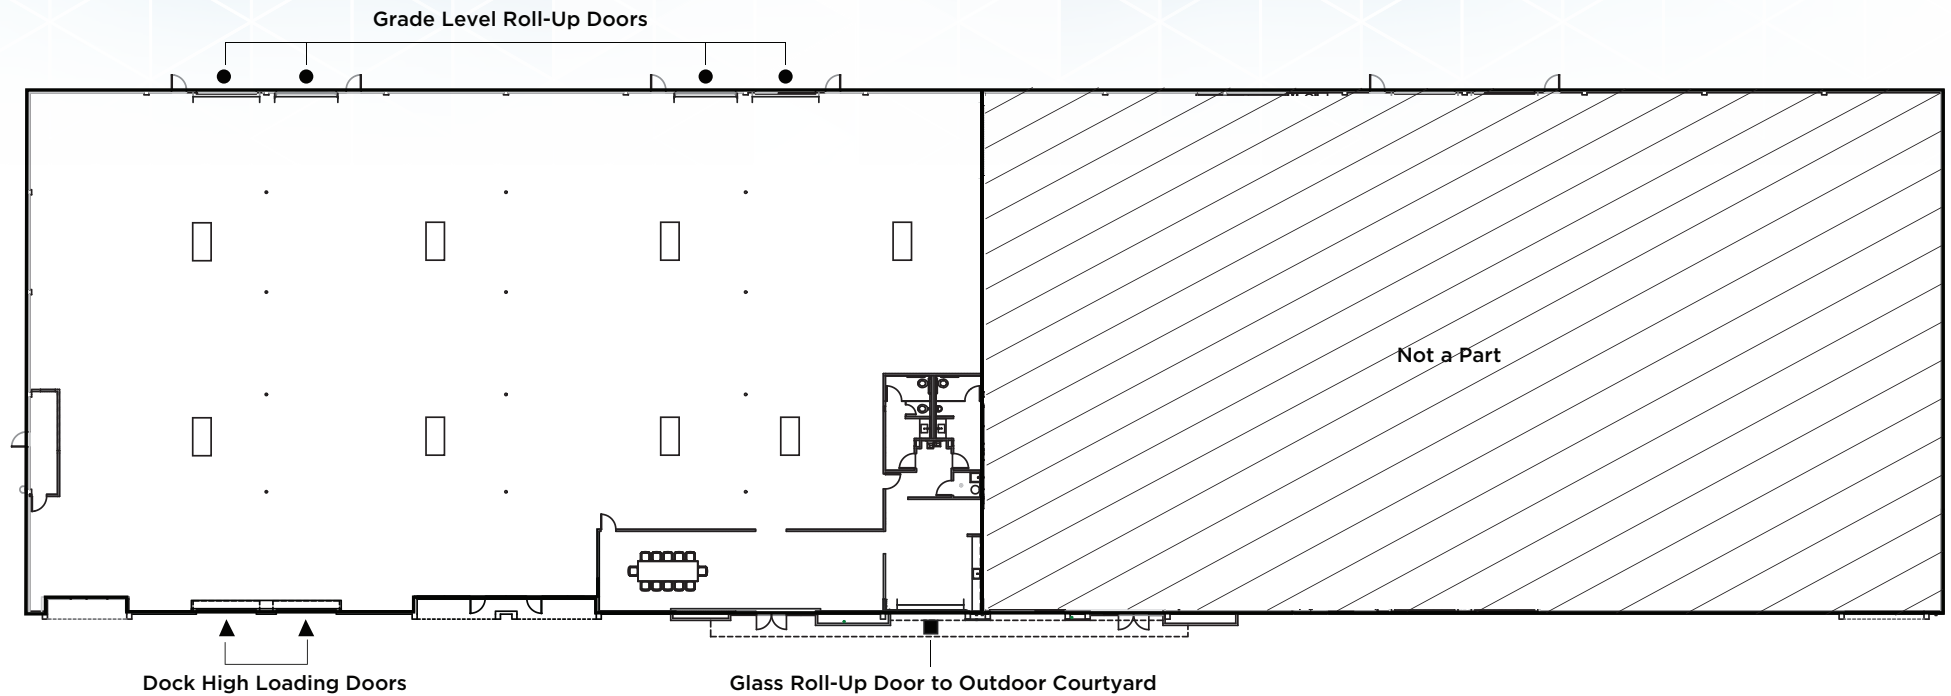 Grade Level Roll-Up Doors
Not a Part
Dock High Loading Doors
Glass Roll-Up Door to Outdoor Courtyard